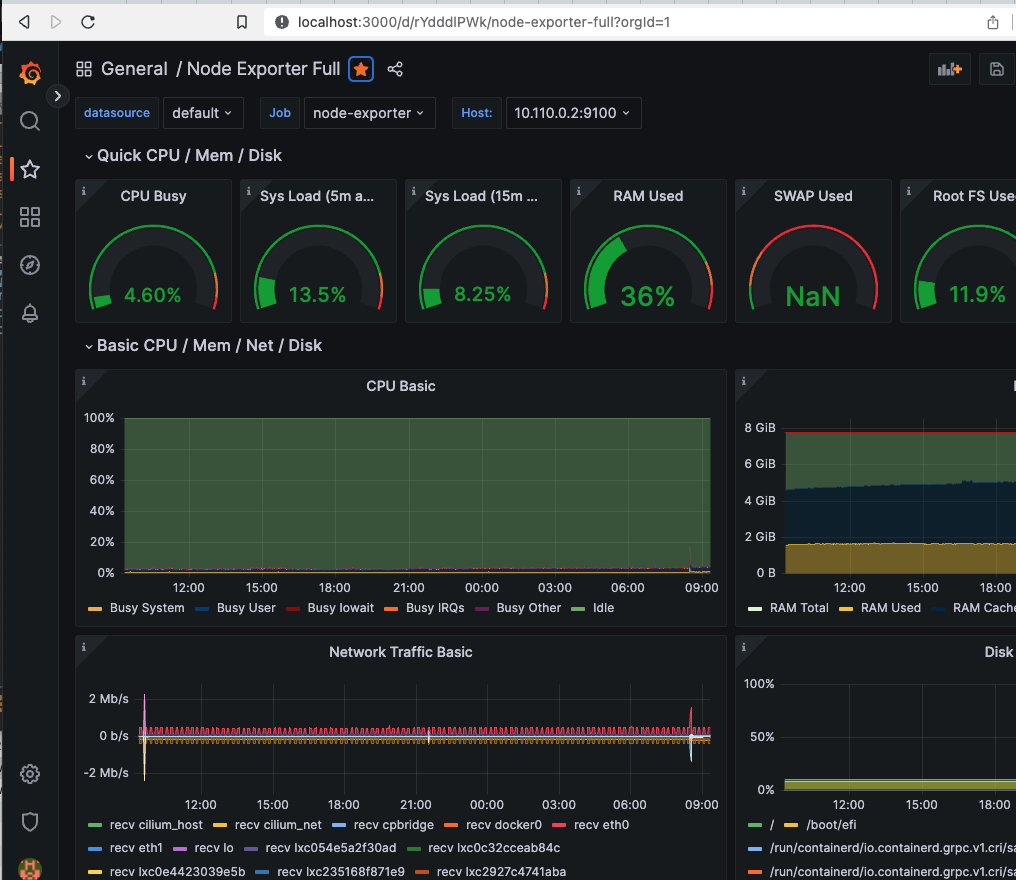 localhost:3000/d/rYdddlPWk/node-exporter-full?orgId=1
General / Node Exporter Full
datasource default Job node-exporter Host: 10.110.0.2:9100
Quick CPU / Mem / Disk
CPU Busy Sys Load (5m a... Sys Load (15m ... RAM Used SWAP Used Root FS Use
4.60% 13.5% 8.25% 36% NaN 11.9%
Basic CPU / Mem / Net / Disk
CPU Basic
100%
80%
60%
40%
20%
0%
12:00 15:00 18:00 21:00 00:00 03:00 06:00 09:00
Busy System Busy User Busy Iowait Busy IRQs Busy Other Idle
8 GiB
6 GiB
4 GiB
2 GiB
0 B
12:00 15:00 18:00
RAM Total RAM Used RAM Cache
Network Traffic Basic
2 Mb/s
0 b/s
-2 Mb/s
12:00 15:00 18:00 21:00 00:00 03:00 06:00 09:00
recv cilium_host recv cilium_net recv cpbridge recv docker0 recv eth0
recv eth1 recv lo recv lxc054e5a2f30ad recv lxc0c32cceab84c
recv lxc0e4423039e5b recv lxc235168f871e9 recv lxc2927c4741aba
Disk
100%
50%
0%
12:00 15:00 18:00
/ /boot/efi
/run/containerd/io.containerd.grpc.v1.cri/sa
/run/containerd/io.containerd.grpc.v1.cri/sa